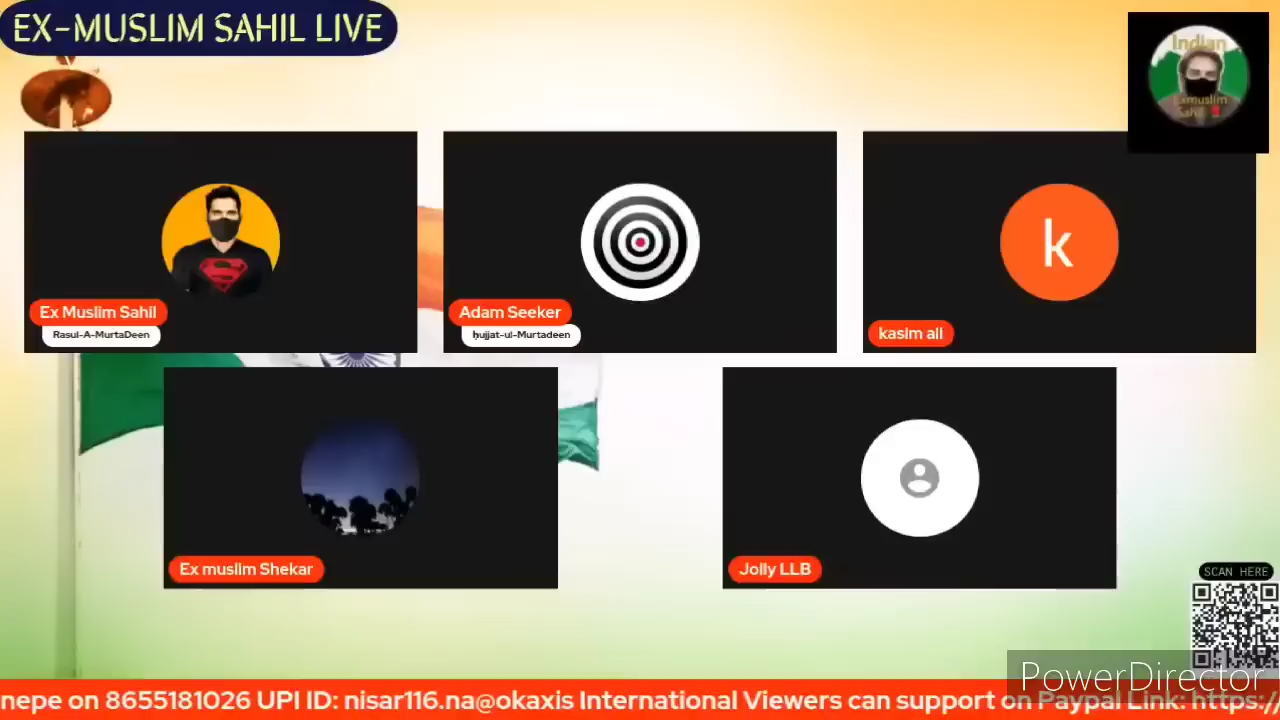 EX-MUSLIM SAHIL LIVE
Indian
Exmuslim
Sahil
Ex Muslim Sahil
Rasul-A-MurtaDeen
Adam Seeker
hujjat-ul-Murtadeen
k
kasim ali
Ex muslim Shekar
Jolly LLB
SCAN HERE
PowerDirector
nepe on 8655181026 UPI ID: nisar116.na@okaxis International Viewers can support on Paypal Link: https:/